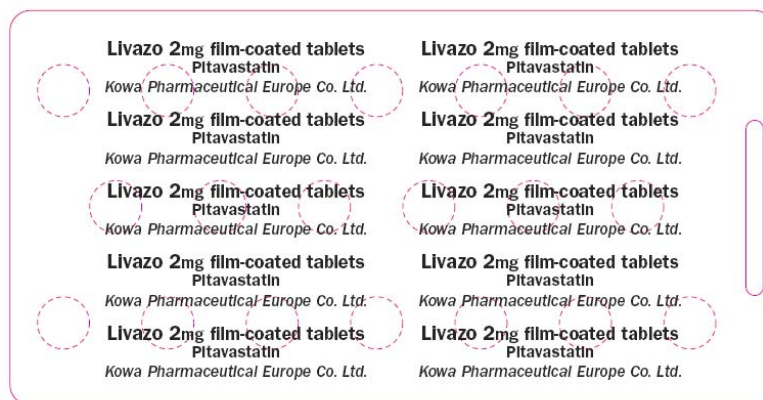 Livazo 2mg film-coated tablets
Pitavastatin
Kowa Pharmaceutical Europe Co. Ltd.
Livazo 2mg film-coated tablets
Pitavastatin
Kowa Pharmaceutical Europe Co. Ltd.
Livazo 2mg film-coated tablets
Pitavastatin
Kowa Pharmaceutical Europe Co. Ltd.
Livazo 2mg film-coated tablets
Pitavastatin
Kowa Pharmaceutical Europe Co. Ltd.
Livazo 2mg film-coated tablets
Pitavastatin
Kowa Pharmaceutical Europe Co. Ltd.
Livazo 2mg film-coated tablets
Pitavastatin
Kowa Pharmaceutical Europe Co. Ltd.
Livazo 2mg film-coated tablets
Pitavastatin
Kowa Pharmaceutical Europe Co. Ltd.
Livazo 2mg film-coated tablets
Pitavastatin
Kowa Pharmaceutical Europe Co. Ltd.
Livazo 2mg film-coated tablets
Pitavastatin
Kowa Pharmaceutical Europe Co. Ltd.
Livazo 2mg film-coated tablets
Pitavastatin
Kowa Pharmaceutical Europe Co. Ltd.